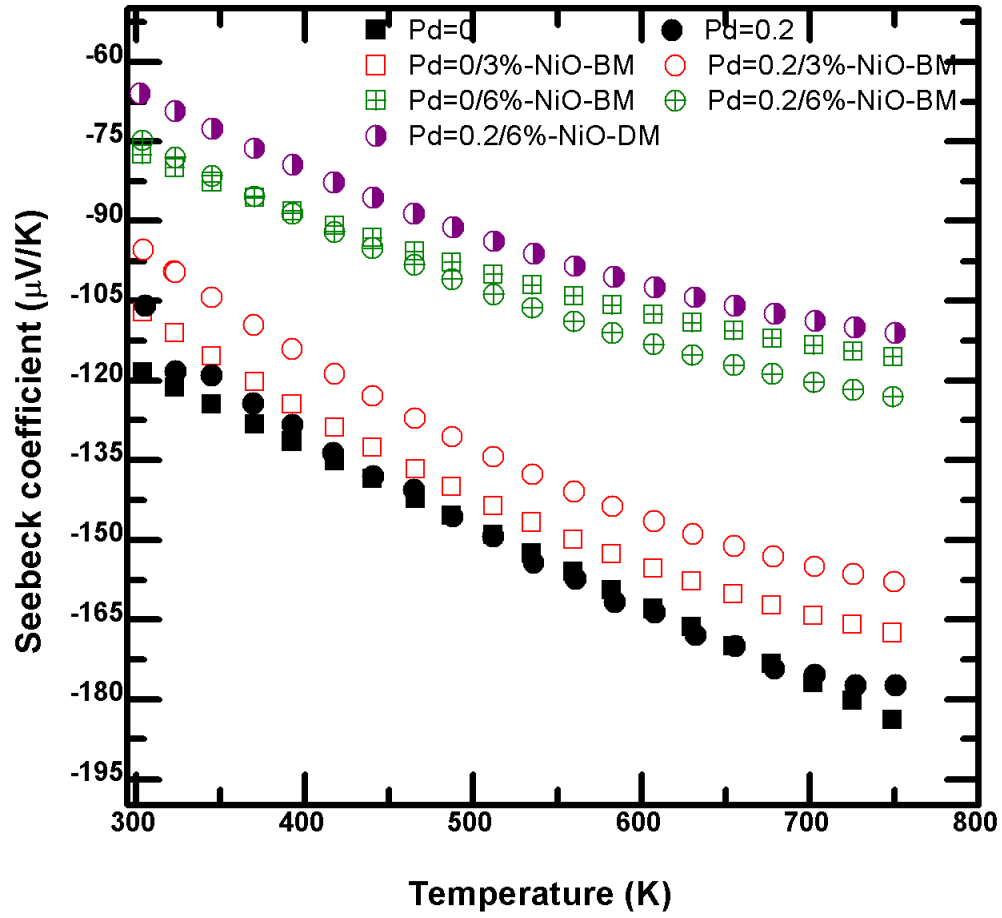 Pd=0 Pd=0.2
Pd=0/3%-NiO-BM Pd=0.2/3%-NiO-BM
Pd=0/6%-NiO-BM Pd=0.2/6%-NiO-BM
Pd=0.2/6%-NiO-DM
-60
-75
-90
-105
-120
-135
-150
-165
-180
-195
Seebeck coefficient (μV/K)
300 400 500 600 700 800
Temperature (K)